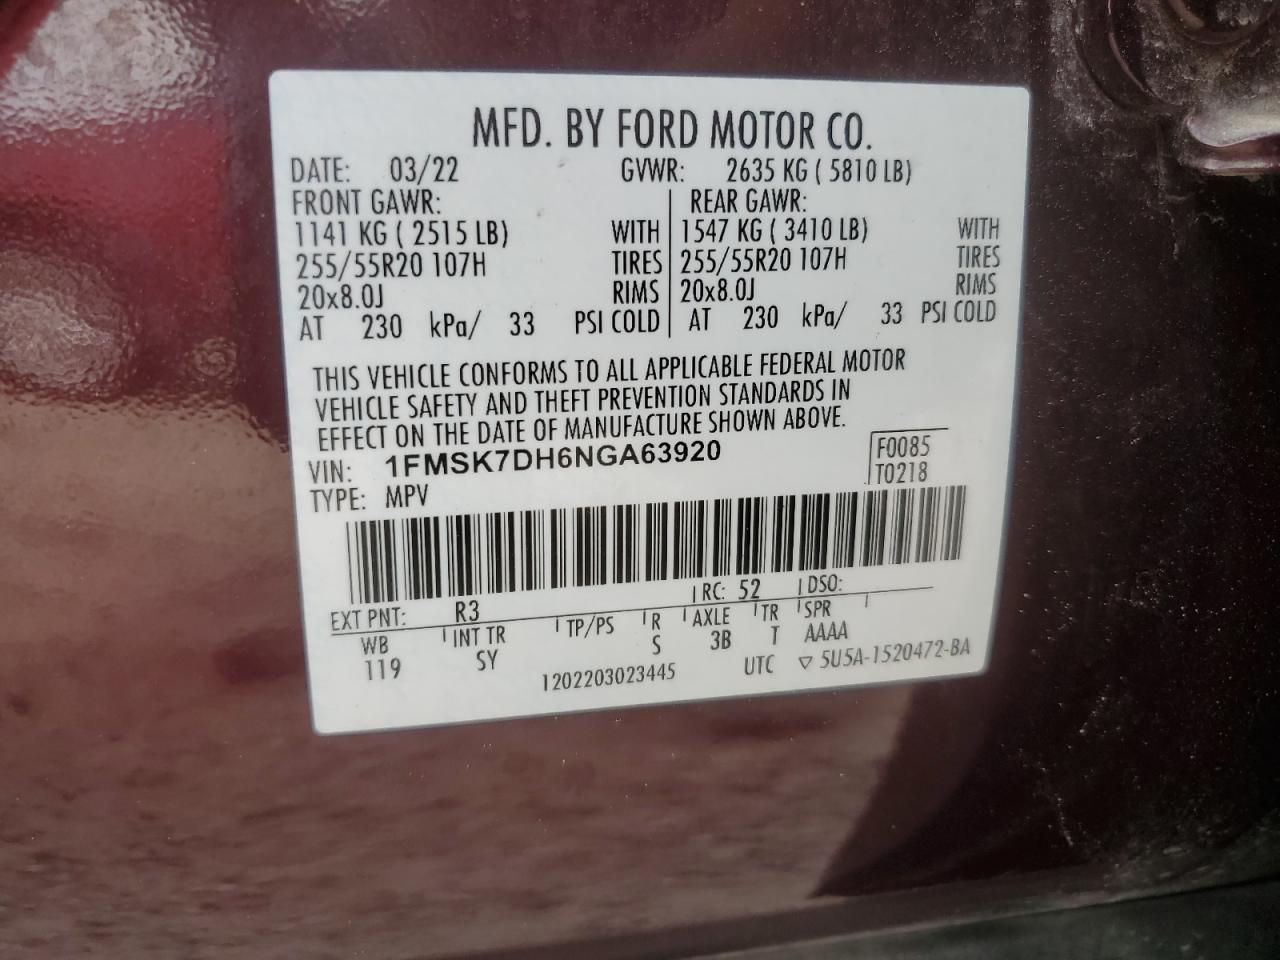 MFD. BY FORD MOTOR CO.
DATE: 03/22 GVWR: 2635 KG ( 5810 LB)
FRONT GAWR: REAR GAWR:
1141 KG ( 2515 LB) WITH 1547 KG ( 3410 LB) WITH
255/55R20 107H TIRES 255/55R20 107H TIRES
20x8.0J RIMS 20x8.0J RIMS
AT 230 kPa/ 33 PSI COLD AT 230 kPa/ 33 PSI COLD
THIS VEHICLE CONFORMS TO ALL APPLICABLE FEDERAL MOTOR
VEHICLE SAFETY AND THEFT PREVENTION STANDARDS IN
EFFECT ON THE DATE OF MANUFACTURE SHOWN ABOVE.
VIN: 1FMSK7DH6NGA63920 F0085
TYPE: MPV T0218
EXT PNT: R3 RC: 52 DSO:
WB INT TR TP/PS R AXLE TR SPR
119 SY S 3B T AAAA
1202203023445 UTC ▽ 5U5A-1520472-BA